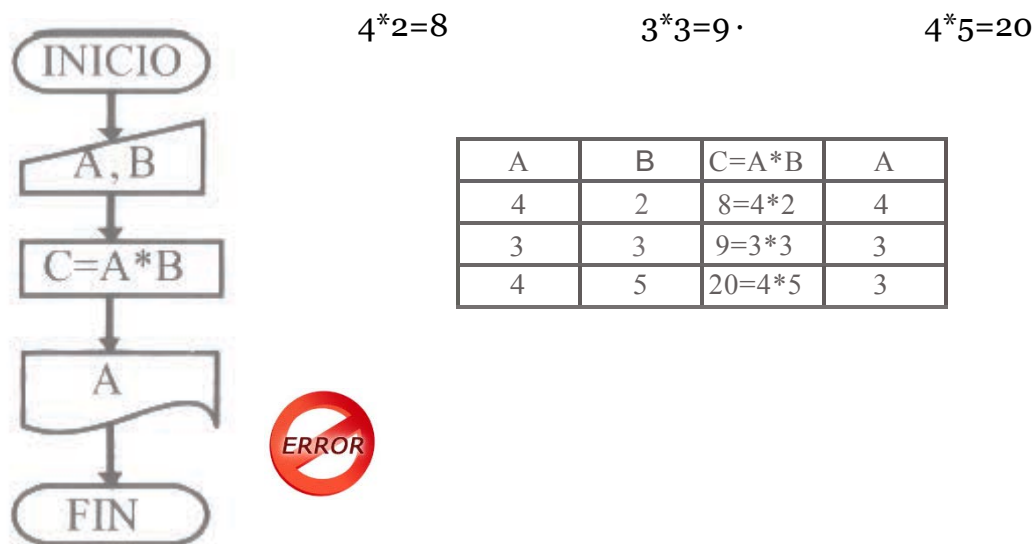 4*2=8 3*3=9· 4*5=20
INICIO
A, B
C=A*B
A
FIN
ERROR
A B C=A*B A
4 2 8=4*2 4
3 3 9=3*3 3
4 5 20=4*5 3